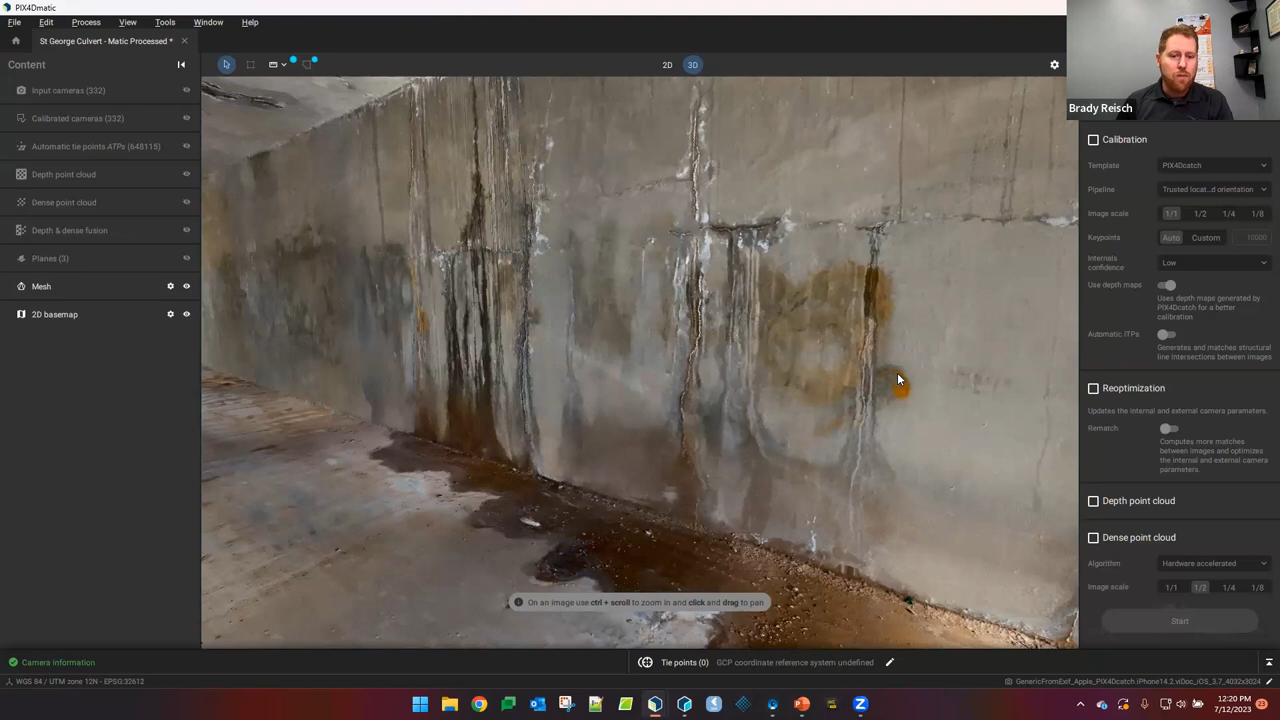 PIX4Dmatic
File Edit Process View Tools Window Help
St George Culvert - Matic Processed *
Content
2D 3D
Input cameras (332)
Calibrated cameras (332)
Automatic tie points ATPs (648115)
Depth point cloud
Dense point cloud
Depth & dense fusion
Planes (3)
Mesh
2D basemap
Brady Reisch
Calibration
Template PIX4Dcatch
Pipeline Trusted locat...d orientation
Image scale 1/1 1/2 1/4 1/8
Keypoints Auto Custom 10000
Internals
confidence Low
Use depth maps
Uses depth maps generated by
PIX4Dcatch for a better
calibration
Automatic ITPs
Generates and matches structural
line intersections between images
Reoptimization
Updates the internal and external camera parameters.
Rematch
Computes more matches
between images and optimizes
the internal and external camera
parameters.
Depth point cloud
Dense point cloud
Algorithm Hardware accelerated
Image scale 1/1 1/2 1/4 1/8
Start
On an image use ctrl + scroll to zoom in and click and drag to pan
Camera information
Tie points (0) GCP coordinate reference system undefined
WGS 84 / UTM zone 12N - EPSG:32612
GenericFromExif_Apple_PIX4Dcatch.iPhone14.2.viDoc_iOS_3.7_4032x3024
12:20 PM
7/12/2023